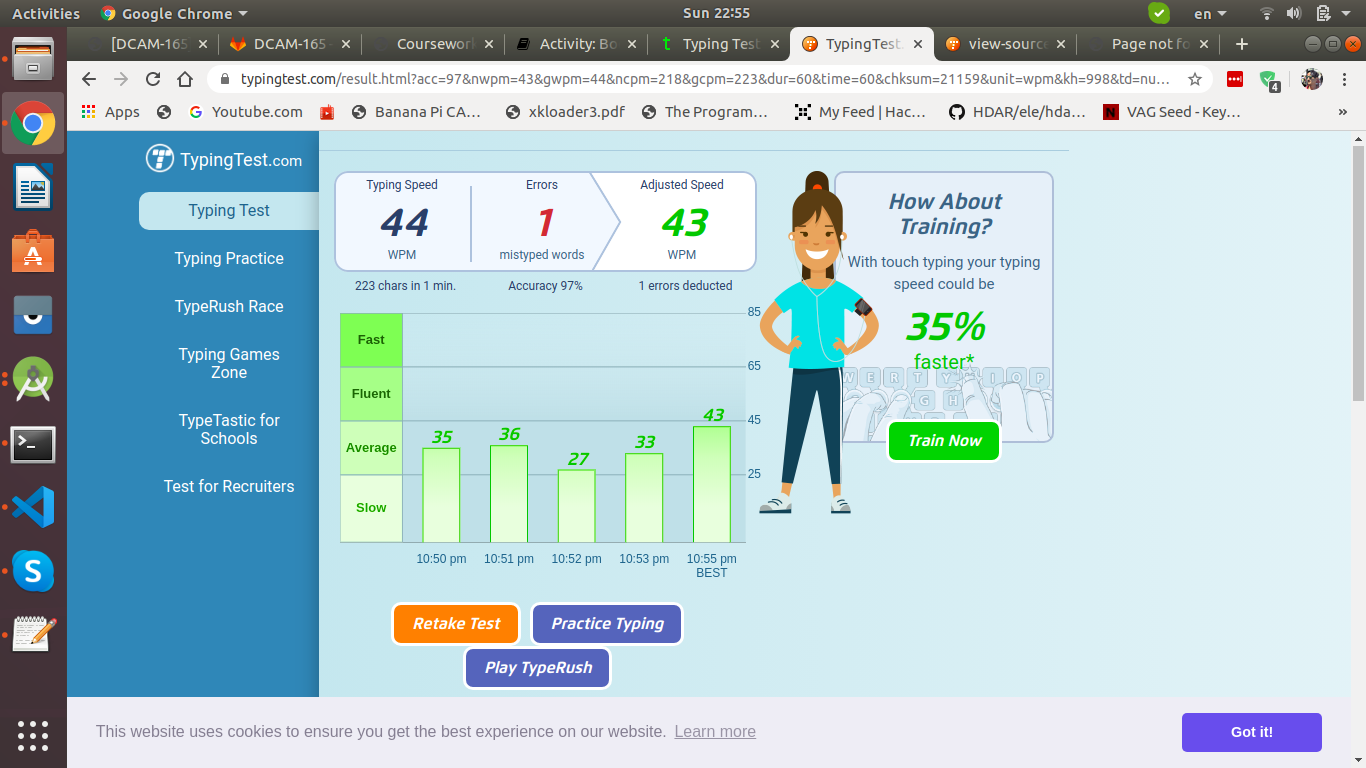 Activities
Google Chrome
Sun 22:55
en
[DCAM-165
DCAM-165 -
Coursework
Activity: Bo
Typing Test
TypingTest.
view-source
Page not fo
typingtest.com/result.html?acc=97&nwpm=43&gwpm=44&ncpm=218&gcpm=223&dur=60&time=60&chksum=21159&unit=wpm&kh=998&td=nu...
4
Apps
Youtube.com
Banana Pi CA...
xkloader3.pdf
The Program...
My Feed | Hac...
HDAR/ele/hda...
VAG Seed - Key...
»
TypingTest.com
Typing Test
Typing Practice
TypeRush Race
Typing Games
Zone
TypeTastic for
Schools
Test for Recruiters
Typing Speed
44
WPM
223 chars in 1 min.
Errors
1
mistyped words
Accuracy 97%
Adjusted Speed
43
WPM
1 errors deducted
How About
Training?
With touch typing your typing
speed could be
35%
faster*
W E R T Y I O P
G H
Train Now
85
Fast
65
Fluent
45
Average
25
Slow
35
36
27
33
43
10:50 pm
10:51 pm
10:52 pm
10:53 pm
10:55 pm
BEST
Retake Test
Practice Typing
Play TypeRush
This website uses cookies to ensure you get the best experience on our website. Learn more
Got it!